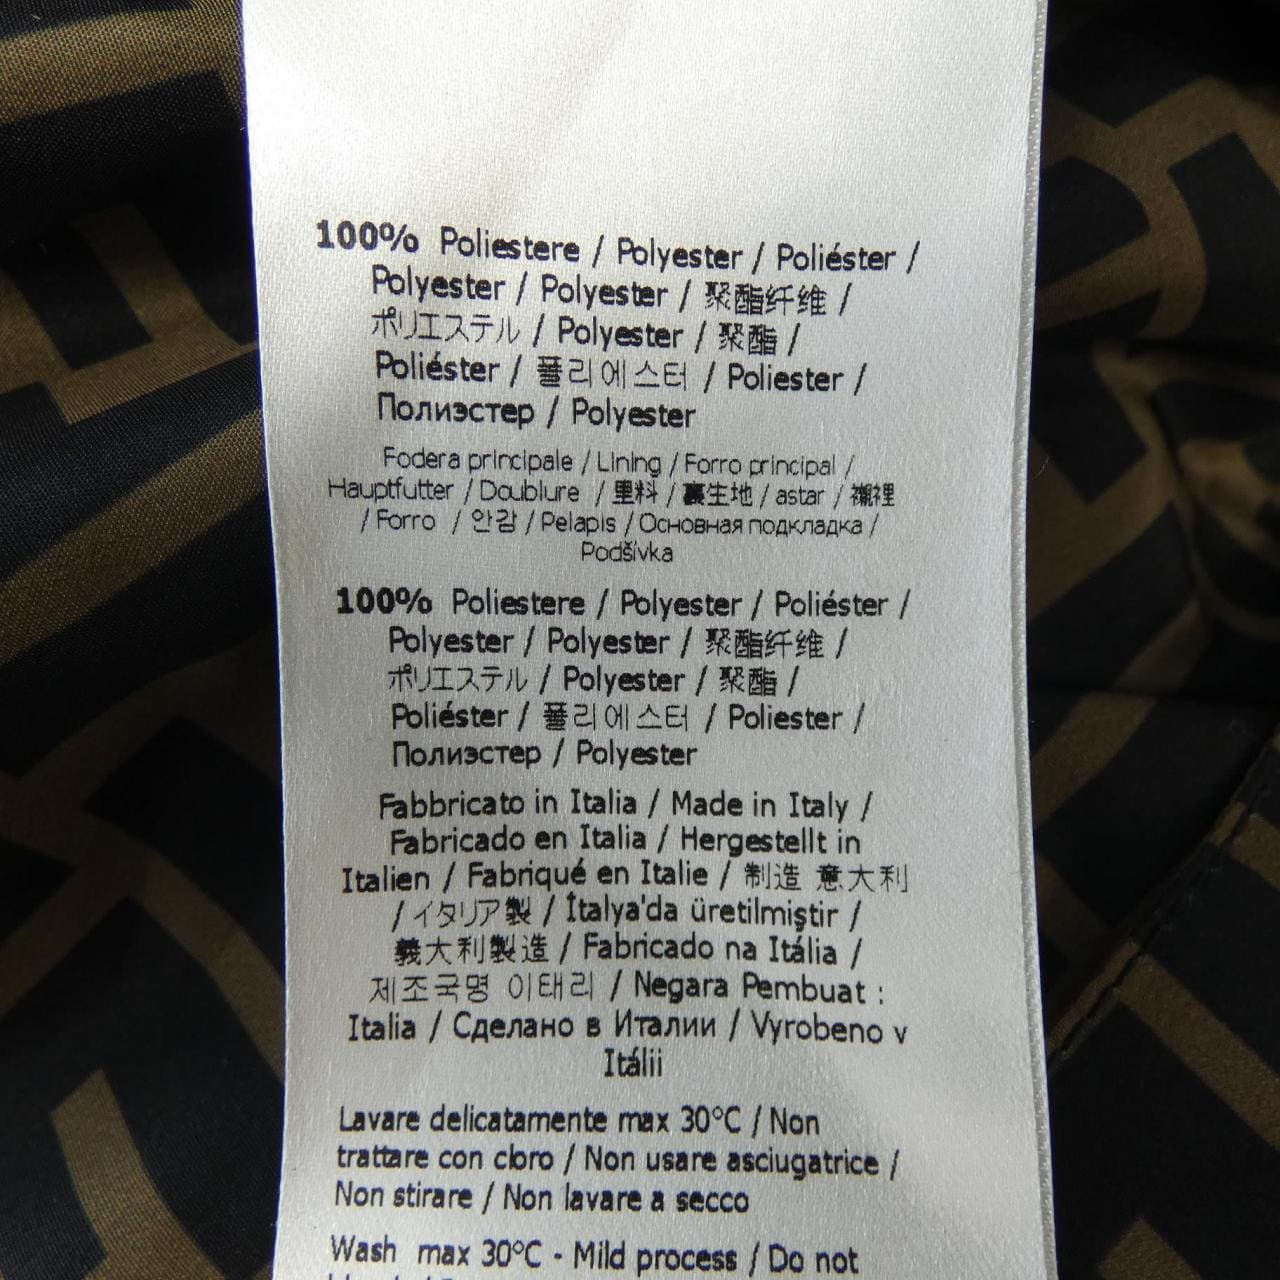 100% Poliestere / Polyester / Poliéster /
Polyester / Polyester / 聚酯纤维 /
ポリエステル / Polyester / 聚酯 /
Poliéster / 폴리에스터 / Poliester /
Полиэстер / Polyester
Fodera principale / Lining / Forro principal /
Hauptfutter / Doublure / 里料 / 裏生地 / astar / 襯裡
/ Forro / 안감 / Pelapis / Основная подкладка /
Podšívka
100% Poliestere / Polyester / Poliéster /
Polyester / Polyester / 聚酯纤维 /
ポリエステル / Polyester / 聚酯 /
Poliéster / 폴리에스터 / Poliester /
Полиэстер / Polyester
Fabbricato in Italia / Made in Italy /
Fabricado en Italia / Hergestellt in
Italien / Fabriqué en Italie / 制造 意大利
/ イタリア製 / İtalya'da üretilmiştir /
義大利製造 / Fabricado na Itália /
제조국명 이태리 / Negara Pembuat :
Italia / Сделано в Италии / Vyrobeno v
Itálii
Lavare delicatamente max 30°C / Non
trattare con cloro / Non usare asciugatrice /
Non stirare / Non lavare a secco
Wash max 30°C - Mild process / Do not